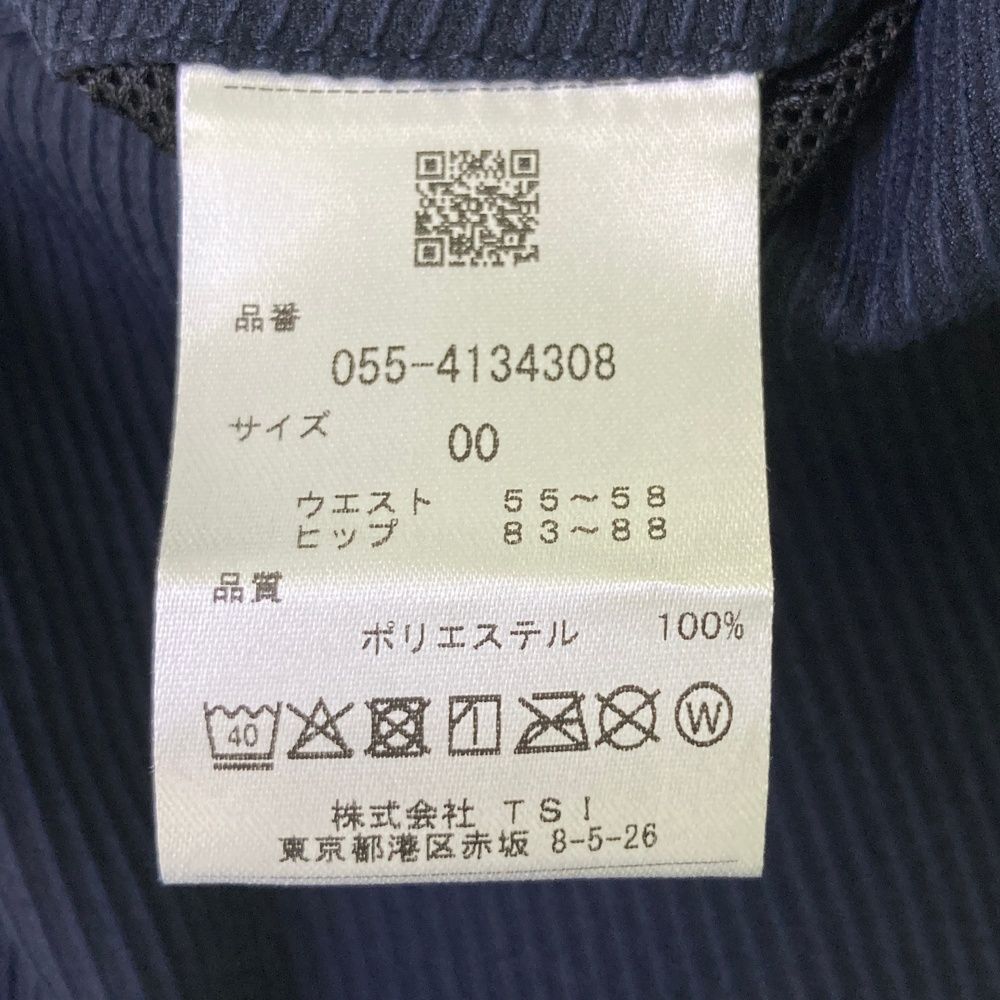 品番
055-4134308
サイズ 00
ウエスト 55～58
ヒップ 83～88
品質
ポリエステル 100%
40 W
株式会社 TSI
東京都港区赤坂 8-5-26